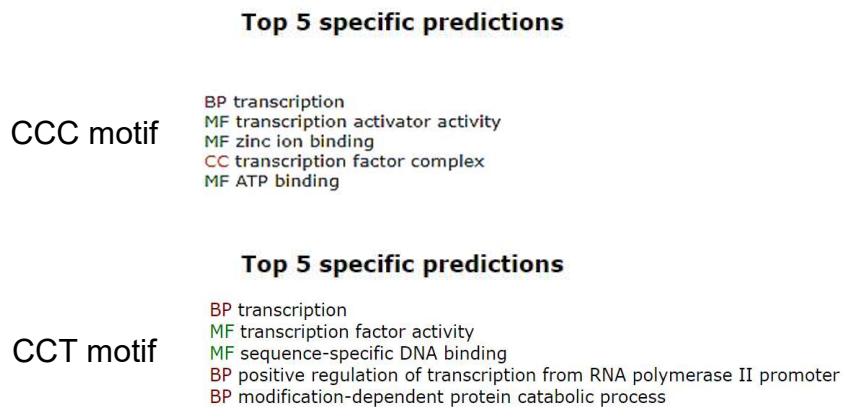 Top 5 specific predictions
CCC motif
BP transcription
MF transcription activator activity
MF zinc ion binding
CC transcription factor complex
MF ATP binding
Top 5 specific predictions
CCT motif
BP transcription
MF transcription factor activity
MF sequence-specific DNA binding
BP positive regulation of transcription from RNA polymerase II promoter
BP modification-dependent protein catabolic process